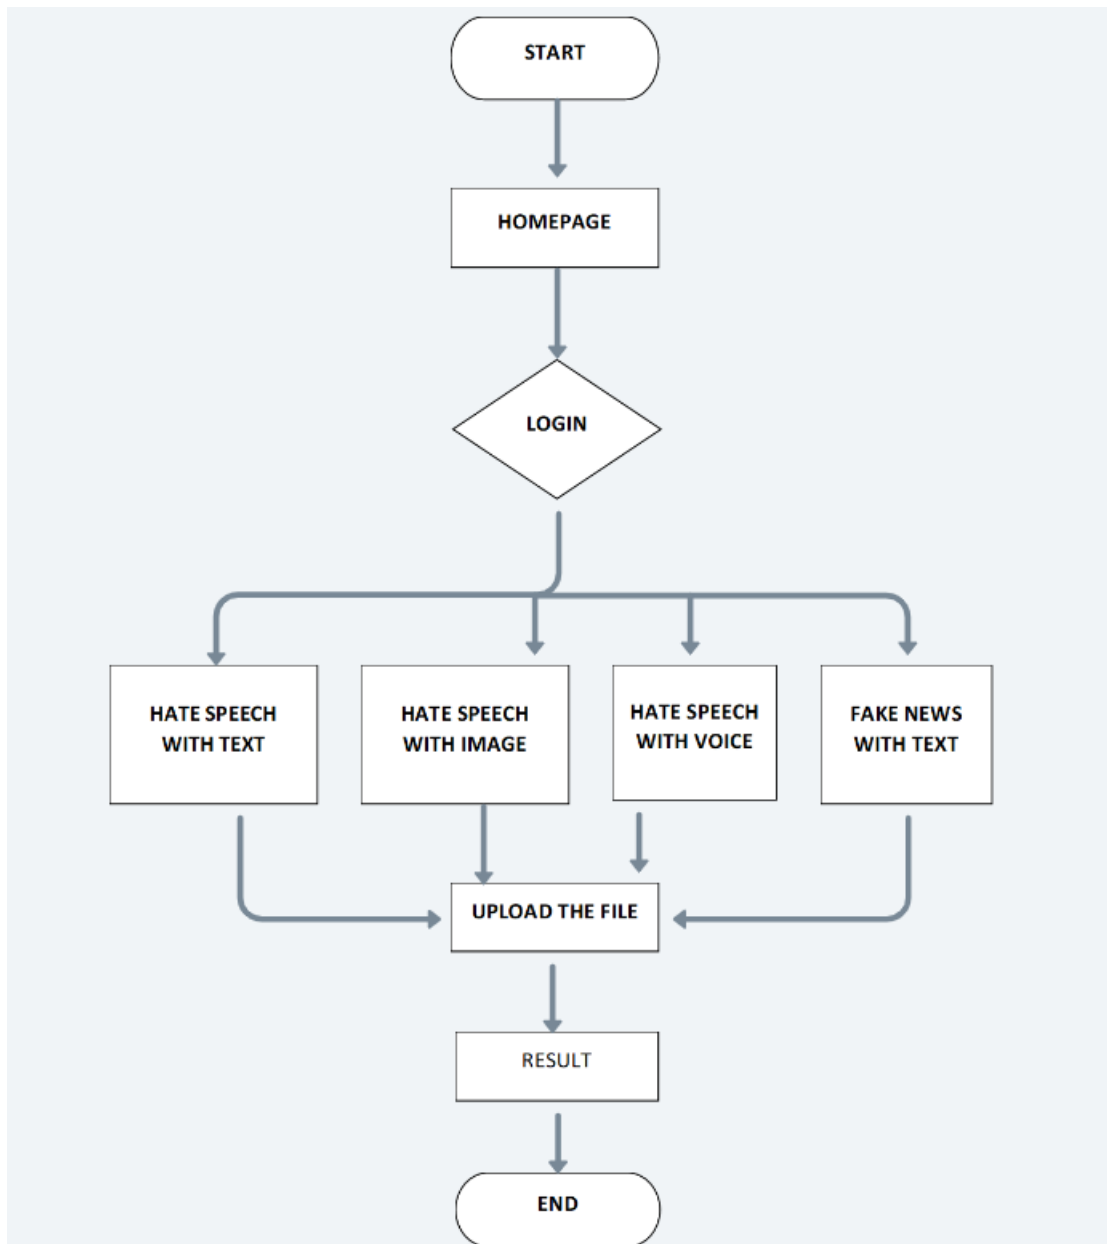 START
HOMEPAGE
LOGIN
HATE SPEECH
WITH TEXT
HATE SPEECH
WITH IMAGE
HATE SPEECH
WITH VOICE
FAKE NEWS
WITH TEXT
UPLOAD THE FILE
RESULT
END